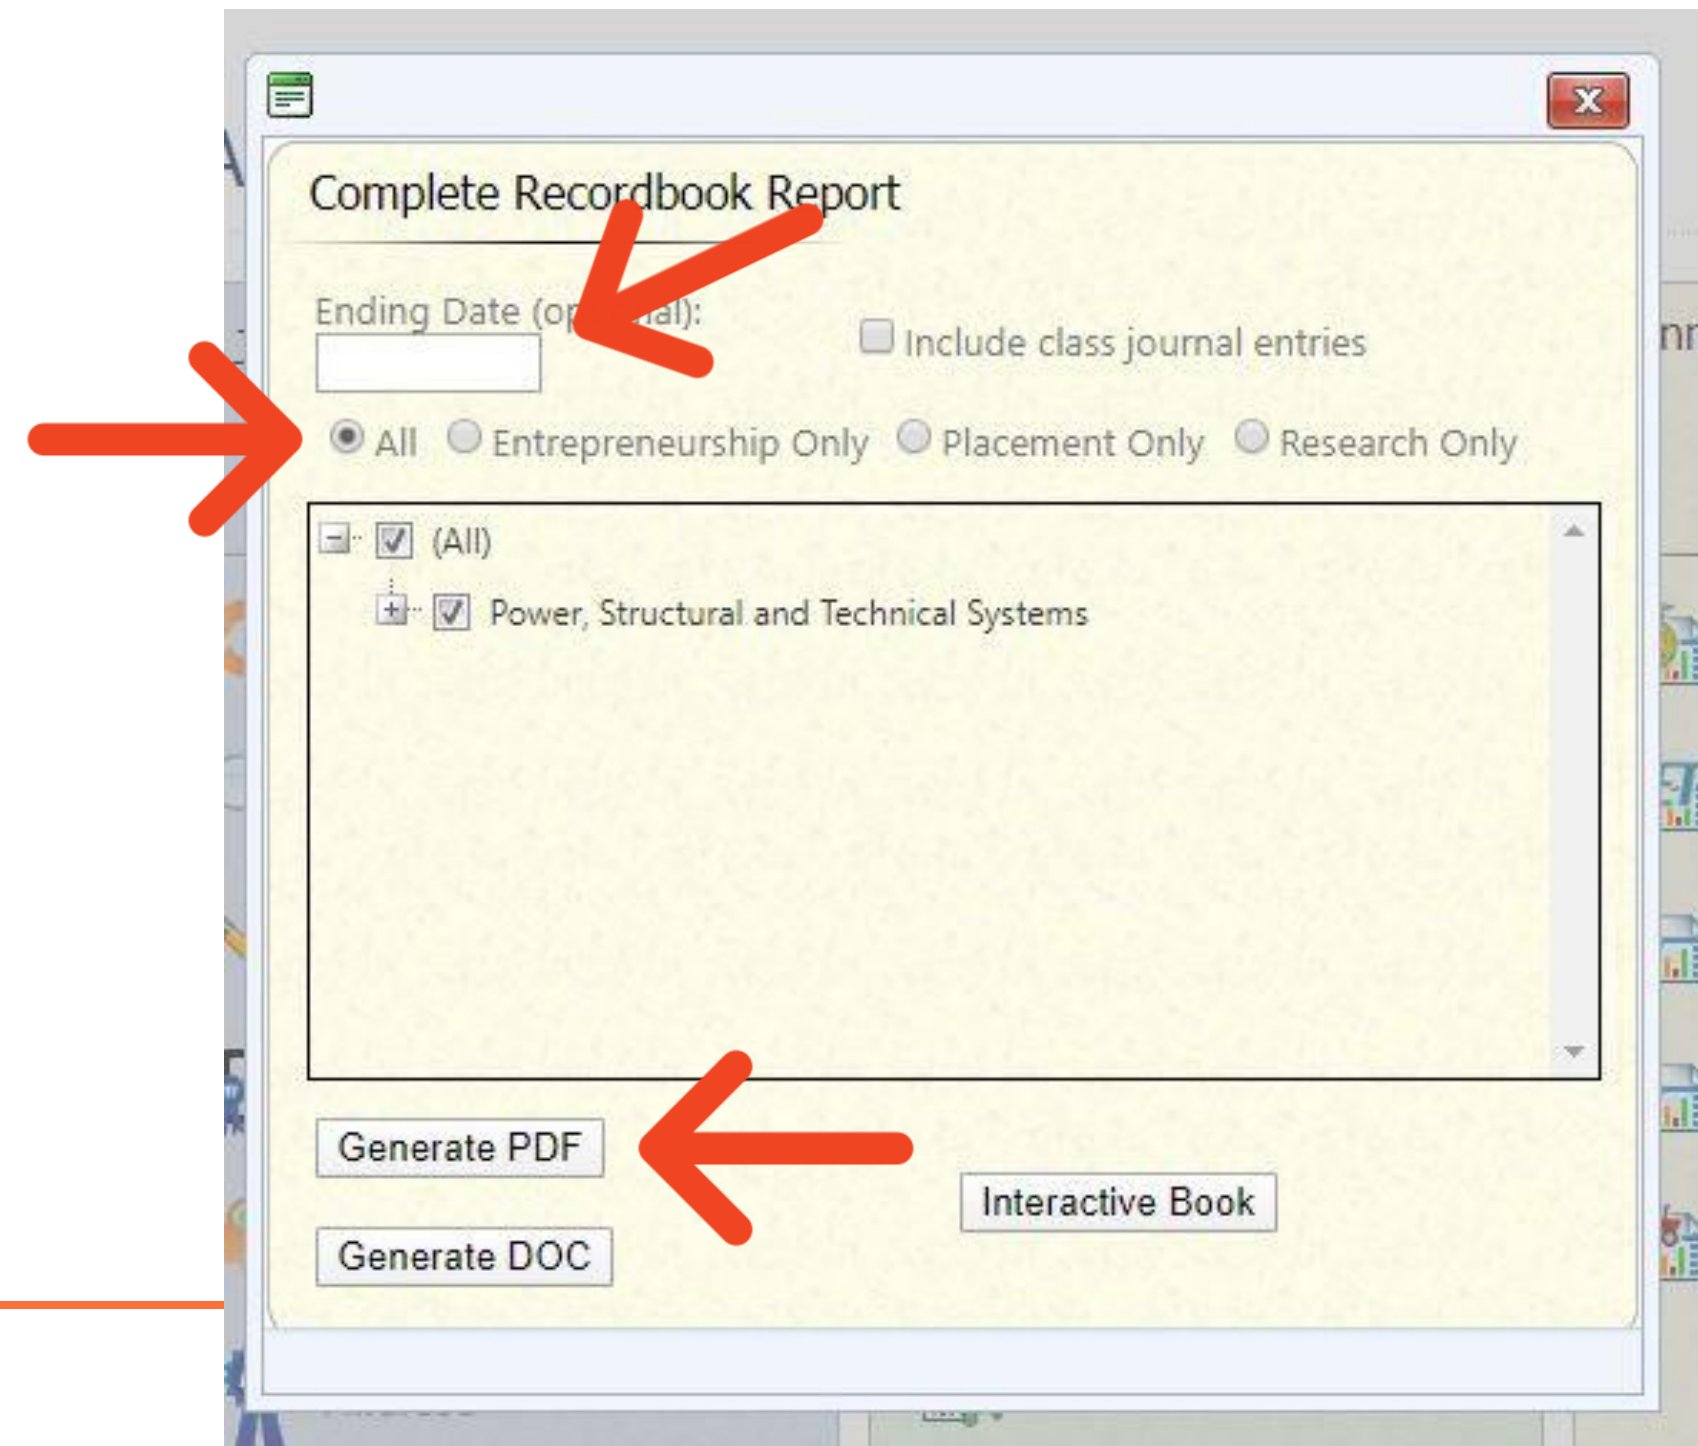 Complete Recordbook Report
Ending Date (optional):
Include class journal entries
All Entrepreneurship Only Placement Only Research Only
(All)
Power, Structural and Technical Systems
Generate PDF
Interactive Book
Generate DOC